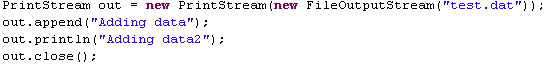 PrintStream out = new PrintStream(new FileOutputStream("test.dat"));
out.append("Adding data");
out.println("Adding data2");
out.close();